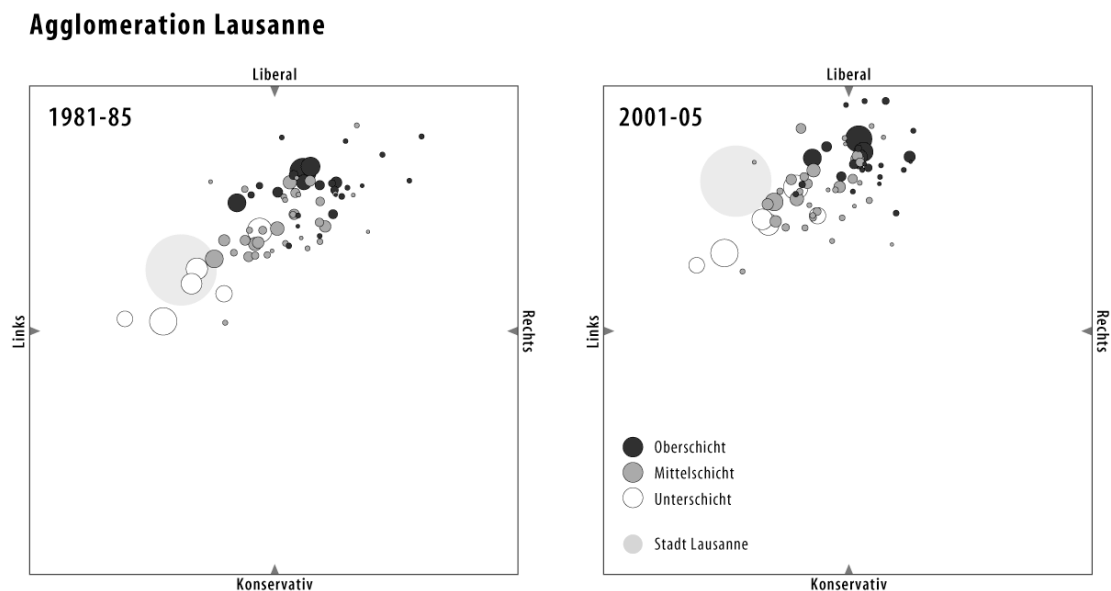 Agglomeration Lausanne
Liberal
1981-85
Links
Rechts
Konservativ
Liberal
2001-05
Links
Rechts
Oberschicht
Mittelschicht
Unterschicht
Stadt Lausanne
Konservativ